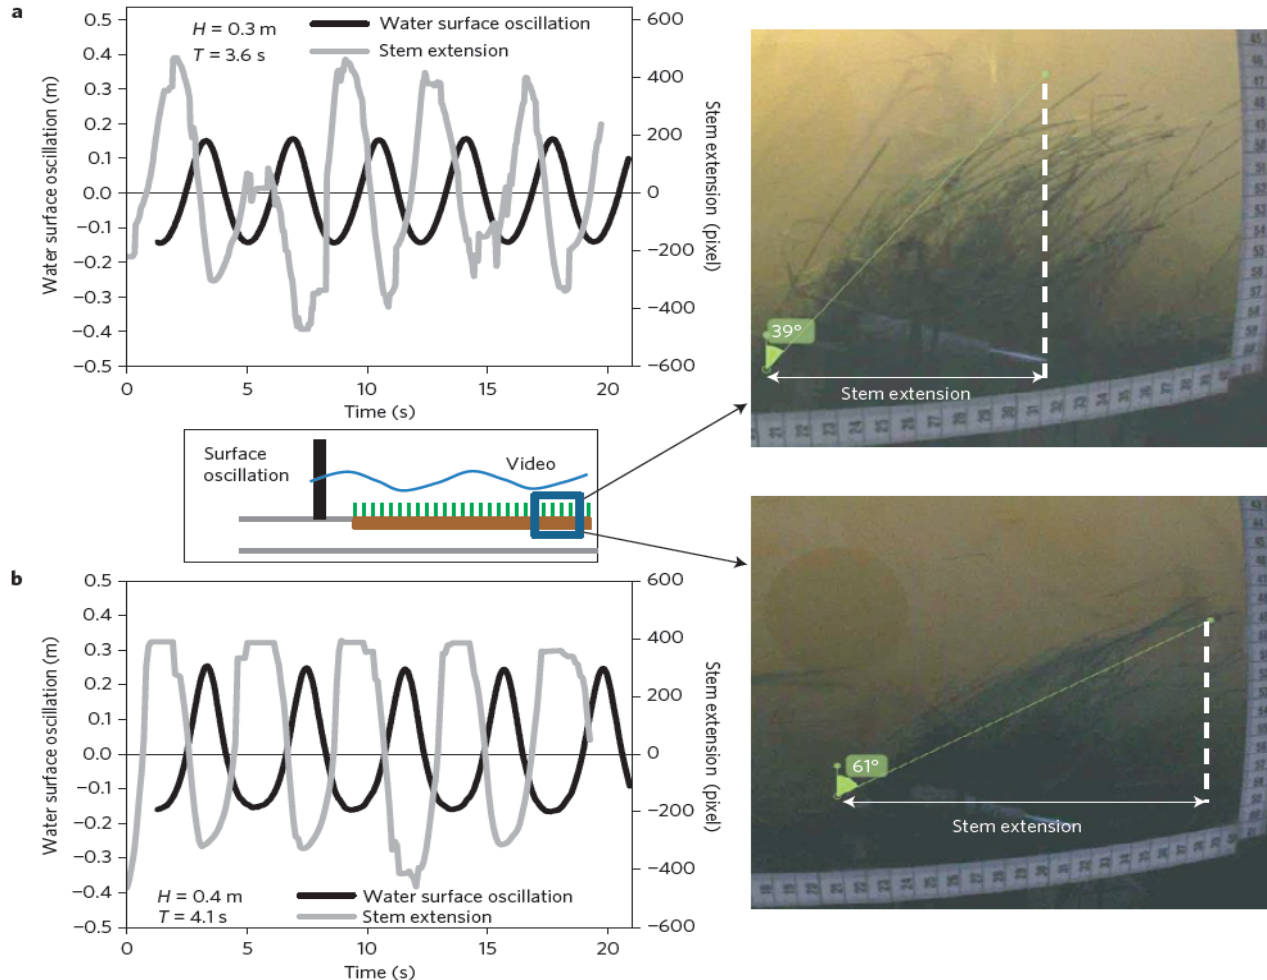 a
H = 0.3 m
T = 3.6 s
Water surface oscillation
Stem extension
Water surface oscillation (m)
0.5
0.4
0.3
0.2
0.1
0.0
−0.1
−0.2
−0.3
−0.4
−0.5
600
400
200
0
−200
−400
−600
Stem extension (pixel)
0 5 10 15 20
Time (s)
39°
Stem extension
Surface
oscillation
Video
b
Water surface oscillation (m)
0.5
0.4
0.3
0.2
0.1
0.0
−0.1
−0.2
−0.3
−0.4
−0.5
600
400
200
0
−200
−400
−600
Stem extension (pixel)
H = 0.4 m
T = 4.1 s
Water surface oscillation
Stem extension
0 5 10 15 20
Time (s)
61°
Stem extension